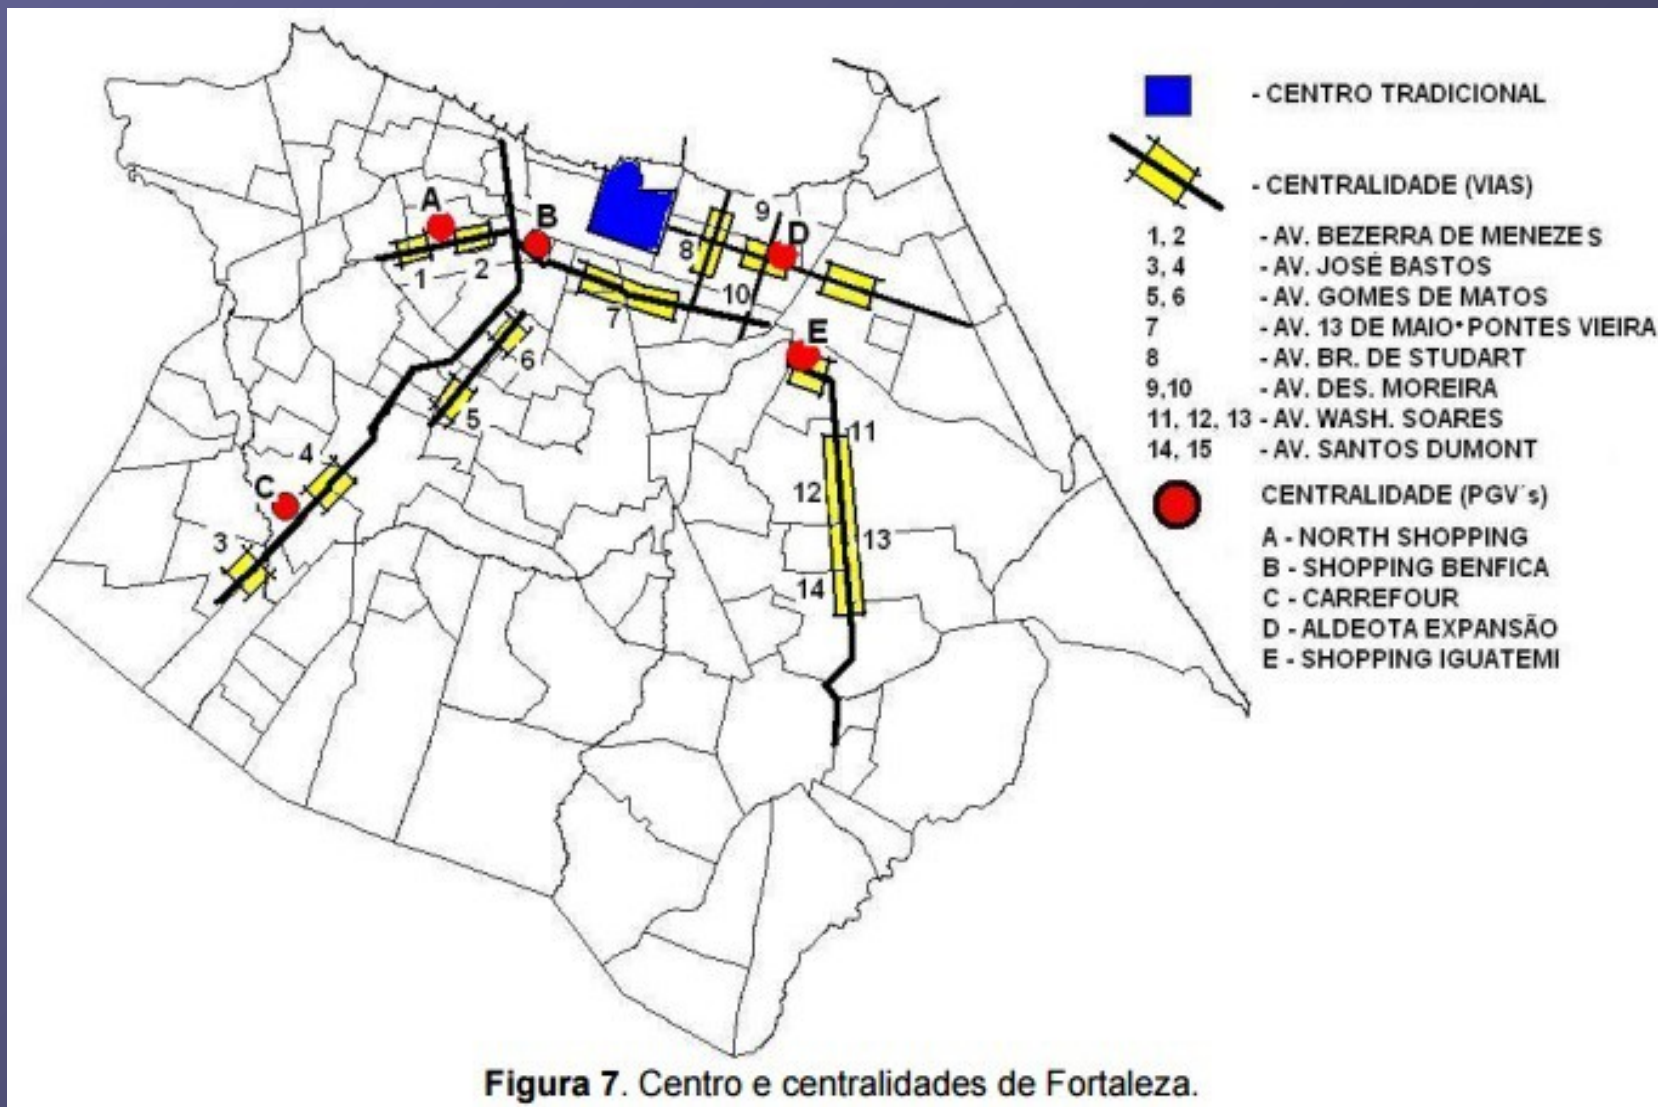 - CENTRO TRADICIONAL
- CENTRALIDADE (VIAS)
1, 2 - AV. BEZERRA DE MENEZES
3, 4 - AV. JOSÉ BASTOS
5, 6 - AV. GOMES DE MATOS
7 - AV. 13 DE MAIO• PONTES VIEIRA
8 - AV. BR. DE STUDART
9,10 - AV. DES. MOREIRA
11, 12, 13 - AV. WASH. SOARES
14, 15 - AV. SANTOS DUMONT
CENTRALIDADE (PGV´s)
A - NORTH SHOPPING
B - SHOPPING BENFICA
C - CARREFOUR
D - ALDEOTA EXPANSÃO
E - SHOPPING IGUATEMI
A
B
9
D
8
1
2
10
7
E
6
5
11
4
C
12
3
13
14
Figura 7. Centro e centralidades de Fortaleza.